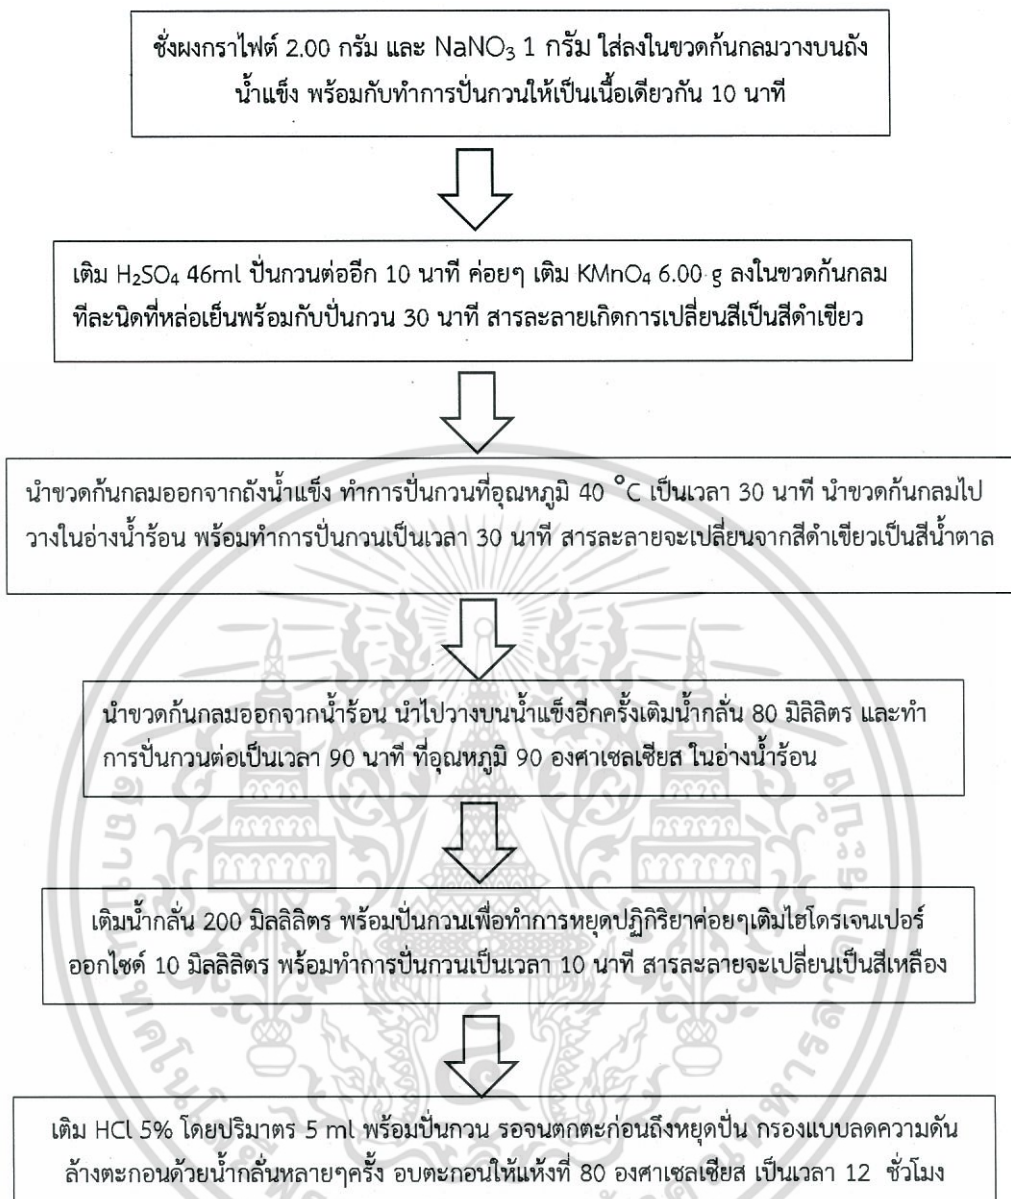 ชั่งผงกราไฟต์ 2.00 กรัม และ NaNO₃ 1 กรัม ใส่ลงในขวดก้นกลมวางบนถัง
น้ำแข็ง พร้อมกับทำการปั่นกวนให้เป็นเนื้อเดียวกัน 10 นาที
เติม H₂SO₄ 46ml ปั่นกวนต่ออีก 10 นาที ค่อยๆ เติม KMnO₄ 6.00 g ลงในขวดก้นกลม
ทีละนิดที่หล่อเย็นพร้อมกับปั่นกวน 30 นาที สารละลายเกิดการเปลี่ยนสีเป็นสีดำเขียว
นำขวดก้นกลมออกจากถังน้ำแข็ง ทำการปั่นกวนที่อุณหภูมิ 40 °C เป็นเวลา 30 นาที นำขวดก้นกลมไป
วางในอ่างน้ำร้อน พร้อมทำการปั่นกวนเป็นเวลา 30 นาที สารละลายจะเปลี่ยนจากสีดำเขียวเป็นสีน้ำตาล
นำขวดก้นกลมออกจากน้ำร้อน นำไปวางบนน้ำแข็งอีกครั้งเติมน้ำกลั่น 80 มิลิลิตร และทำ
การปั่นกวนต่อเป็นเวลา 90 นาที ที่อุณหภูมิ 90 องศาเซลเซียส ในอ่างน้ำร้อน
เติมน้ำกลั่น 200 มิลลิลิตร พร้อมปั่นกวนเพื่อทำการหยุดปฏิกิริยาค่อยๆเติมไฮโดรเจนเปอร์
ออกไซด์ 10 มิลลิลิตร พร้อมทำการปั่นกวนเป็นเวลา 10 นาที สารละลายจะเปลี่ยนเป็นสีเหลือง
เติม HCl 5% โดยปริมาตร 5 ml พร้อมปั่นกวน รอจนตกตะก่อนถึงหยุดปั่น กรองแบบลดความดัน
ล้างตะกอนด้วยน้ำกลั่นหลายๆครั้ง อบตะกอนให้แห้งที่ 80 องศาเซลเซียส เป็นเวลา 12 ชั่วโมง